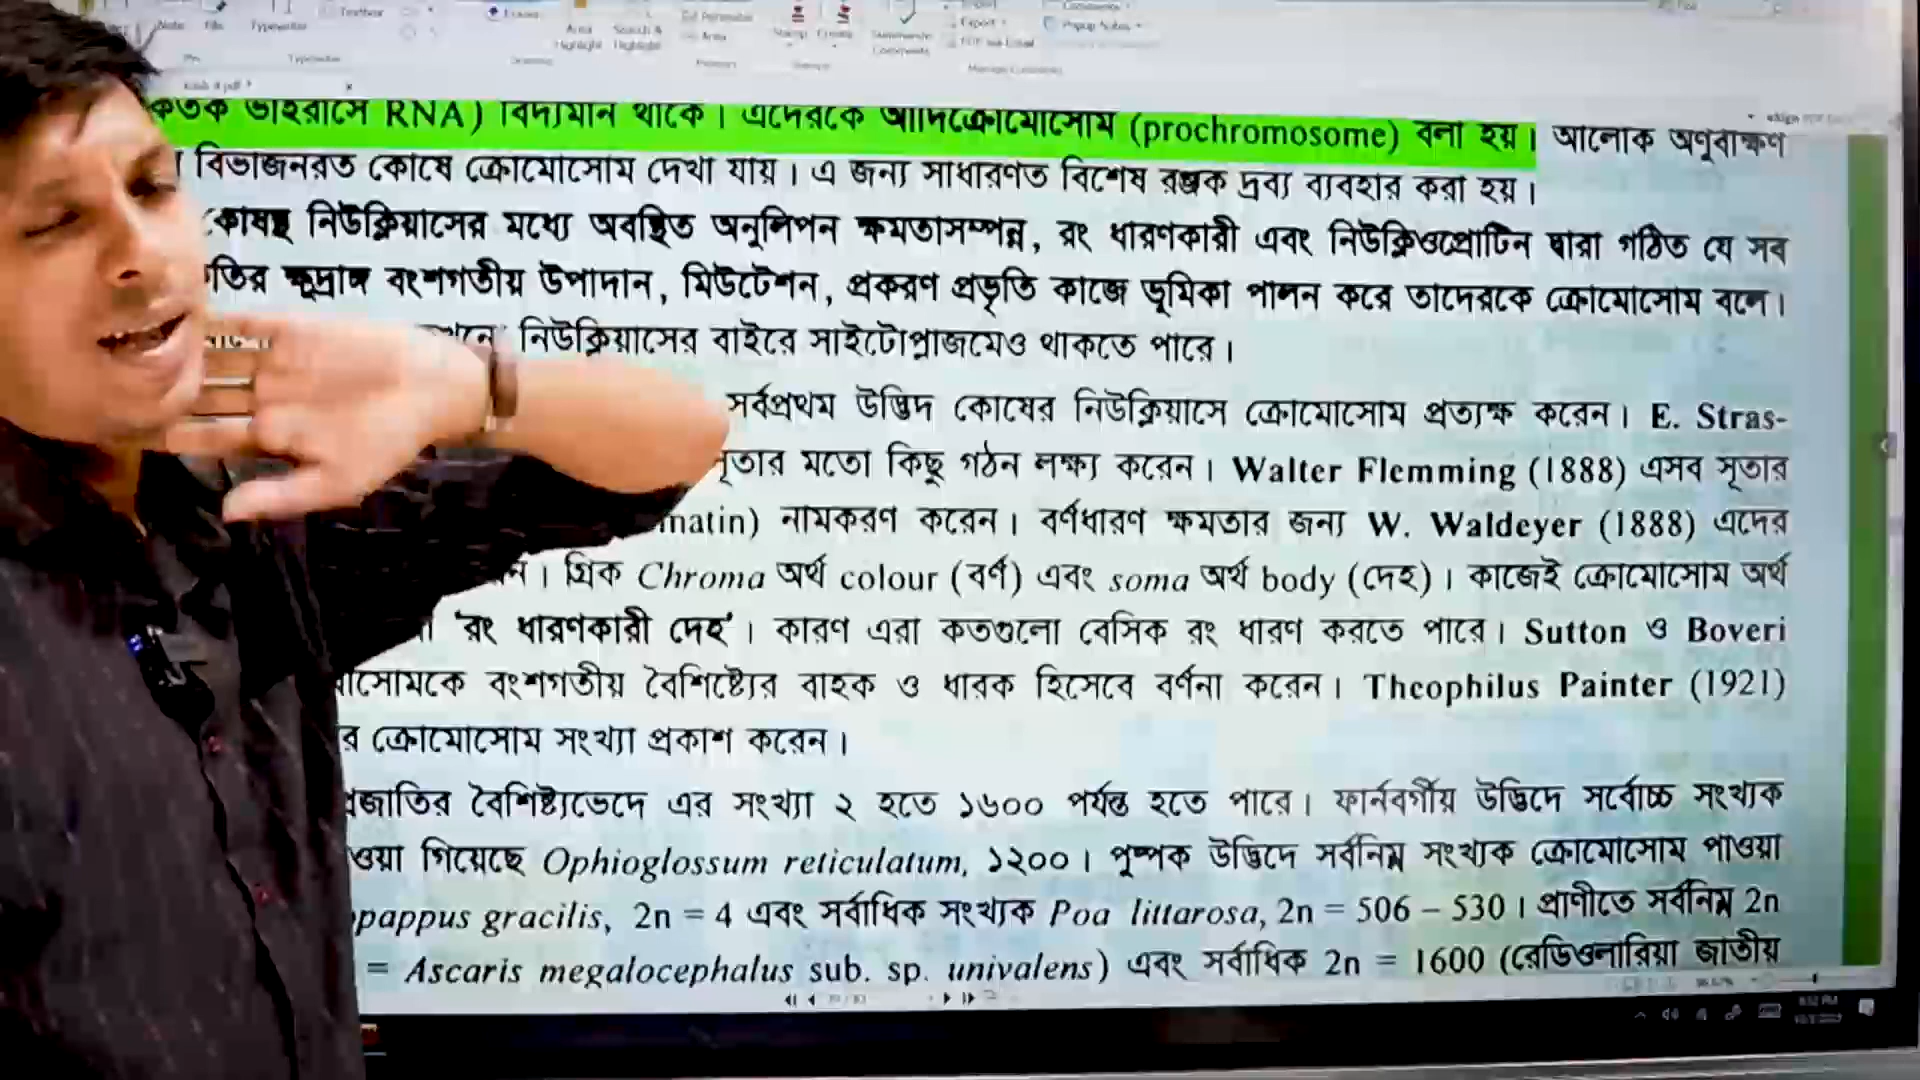 Typewriter
কতক ভাইরাসে RNA) বিদ্যমান থাকে। এদেরকে আদিক্রোমোসোম (prochromosome) বলা হয়। আলোক অণুবীক্ষণ
বিভাজনরত কোষে ক্রোমোসোম দেখা যায়। এ জন্য সাধারণত বিশেষ রঞ্জক দ্রব্য ব্যবহার করা হয়।
কোষস্থ নিউক্লিয়াসের মধ্যে অবস্থিত অনুলিপন ক্ষমতাসম্পন্ন, রং ধারণকারী এবং নিউক্লিওপ্রোটিন দ্বারা গঠিত যে সব
তির ক্ষুদ্রাঙ্গ বংশগতীয় উপাদান, মিউটেশন, প্রকরণ প্রভৃতি কাজে ভূমিকা পালন করে তাদেরকে ক্রোমোসোম বলে।
নিউক্লিয়াসের বাইরে সাইটোপ্লাজমেও থাকতে পারে।
সর্বপ্রথম উদ্ভিদ কোষের নিউক্লিয়াসে ক্রোমোসোম প্রত্যক্ষ করেন। E. Stras-
সূতার মতো কিছু গঠন লক্ষ্য করেন। Walter Flemming (1888) এসব সূতার
matin) নামকরণ করেন। বর্ণধারণ ক্ষমতার জন্য W. Waldeyer (1888) এদের
ন। গ্রিক Chroma অর্থ colour (বর্ণ) এবং soma অর্থ body (দেহ)। কাজেই ক্রোমোসোম অর্থ
'রং ধারণকারী দেহ'। কারণ এরা কতগুলো বেসিক রং ধারণ করতে পারে। Sutton ও Boveri
োসোমকে বংশগতীয় বৈশিষ্ট্যের বাহক ও ধারক হিসেবে বর্ণনা করেন। Theophilus Painter (1921)
র ক্রোমোসোম সংখ্যা প্রকাশ করেন।
প্রজাতির বৈশিষ্ট্যভেদে এর সংখ্যা ২ হতে ১৬০০ পর্যন্ত হতে পারে। ফার্নবর্গীয় উদ্ভিদে সর্বোচ্চ সংখ্যক
ওয়া গিয়েছে Ophioglossum reticulatum, ১২০০। পুষ্পক উদ্ভিদে সর্বনিম্ন সংখ্যক ক্রোমোসোম পাওয়া
pappus gracilis, 2n = 4 এবং সর্বাধিক সংখ্যক Poa littarosa, 2n = 506 – 530। প্রাণীতে সর্বনিম্ন 2n
= Ascaris megalocephalus sub. sp. univalens) এবং সর্বাধিক 2n = 1600 (রেডিওলারিয়া জাতীয়